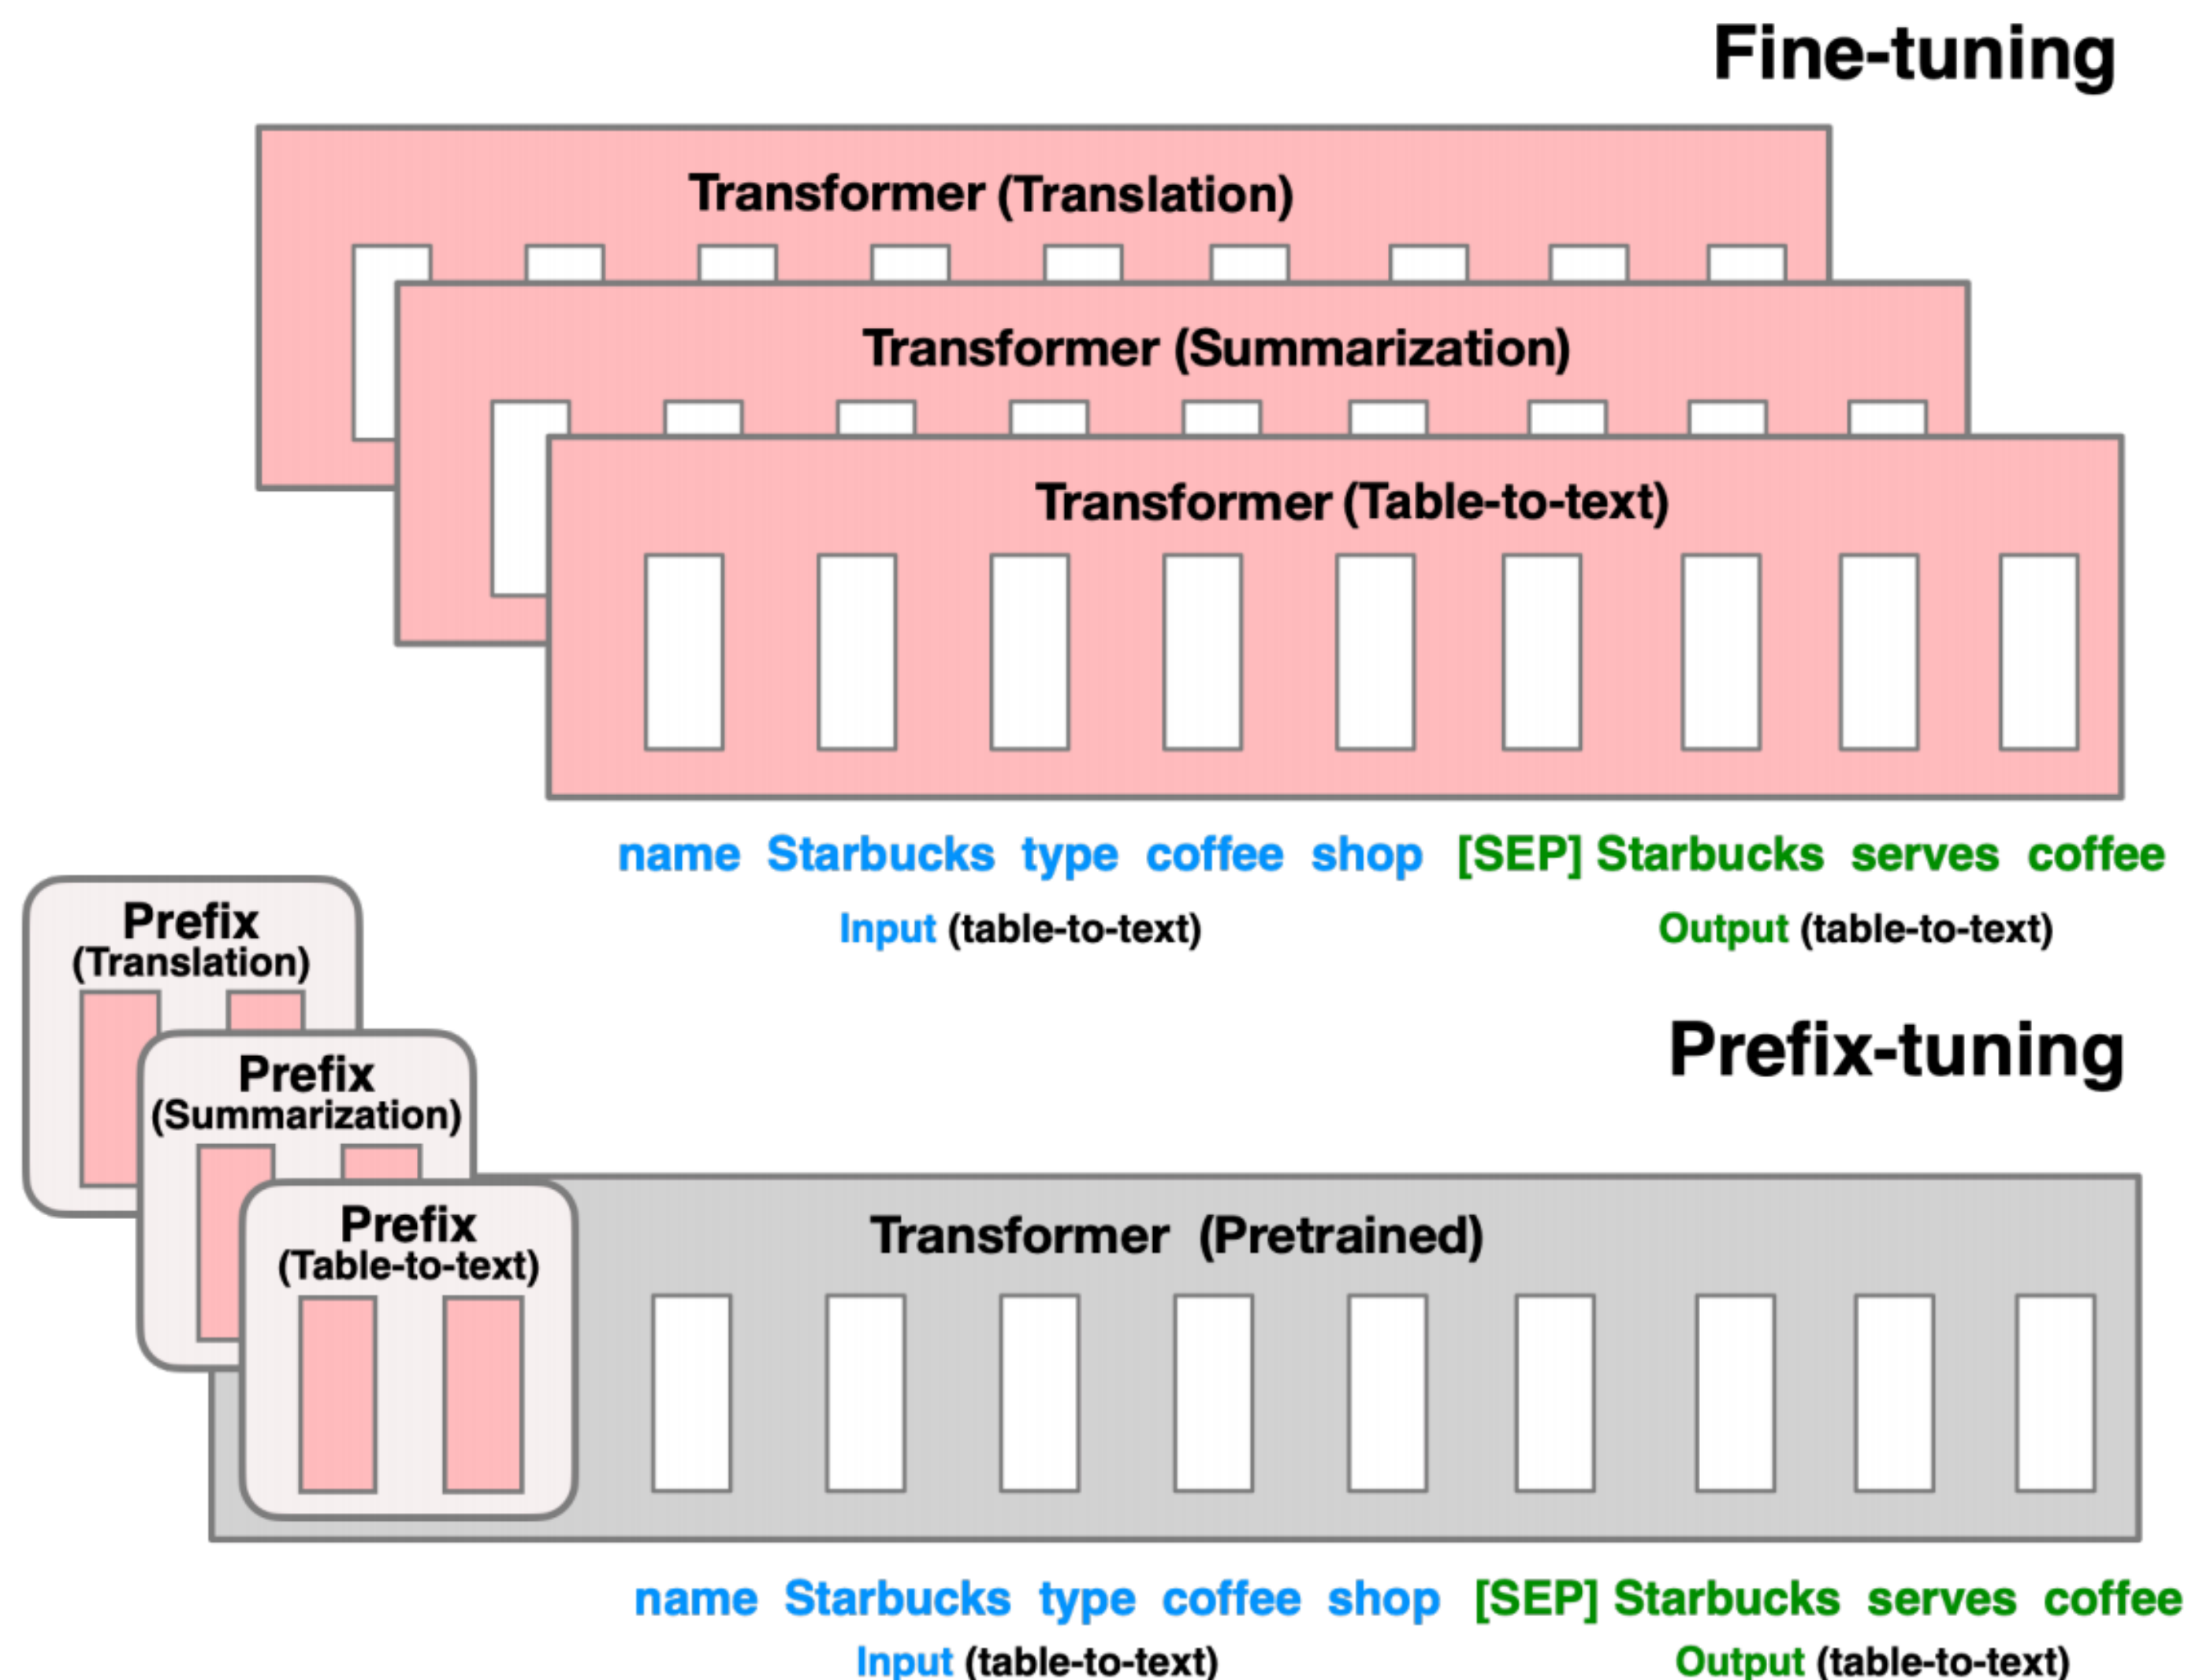 Fine-tuning
Transformer (Translation)
Transformer (Summarization)
Transformer (Table-to-text)
name Starbucks type coffee shop [SEP] Starbucks serves coffee
Input (table-to-text) Output (table-to-text)
Prefix
(Translation)
Prefix-tuning
Prefix
(Summarization)
Prefix
(Table-to-text)
Transformer (Pretrained)
name Starbucks type coffee shop [SEP] Starbucks serves coffee
Input (table-to-text) Output (table-to-text)